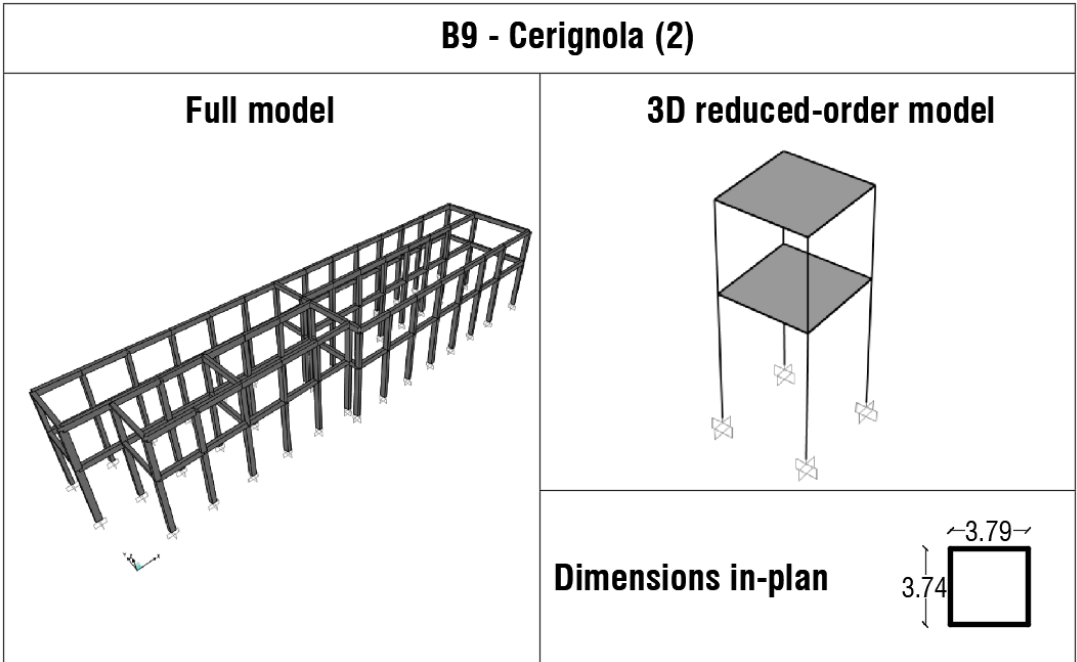 B9 - Cerignola (2)
Full model
3D reduced-order model
Dimensions in-plan
3.79
3.74